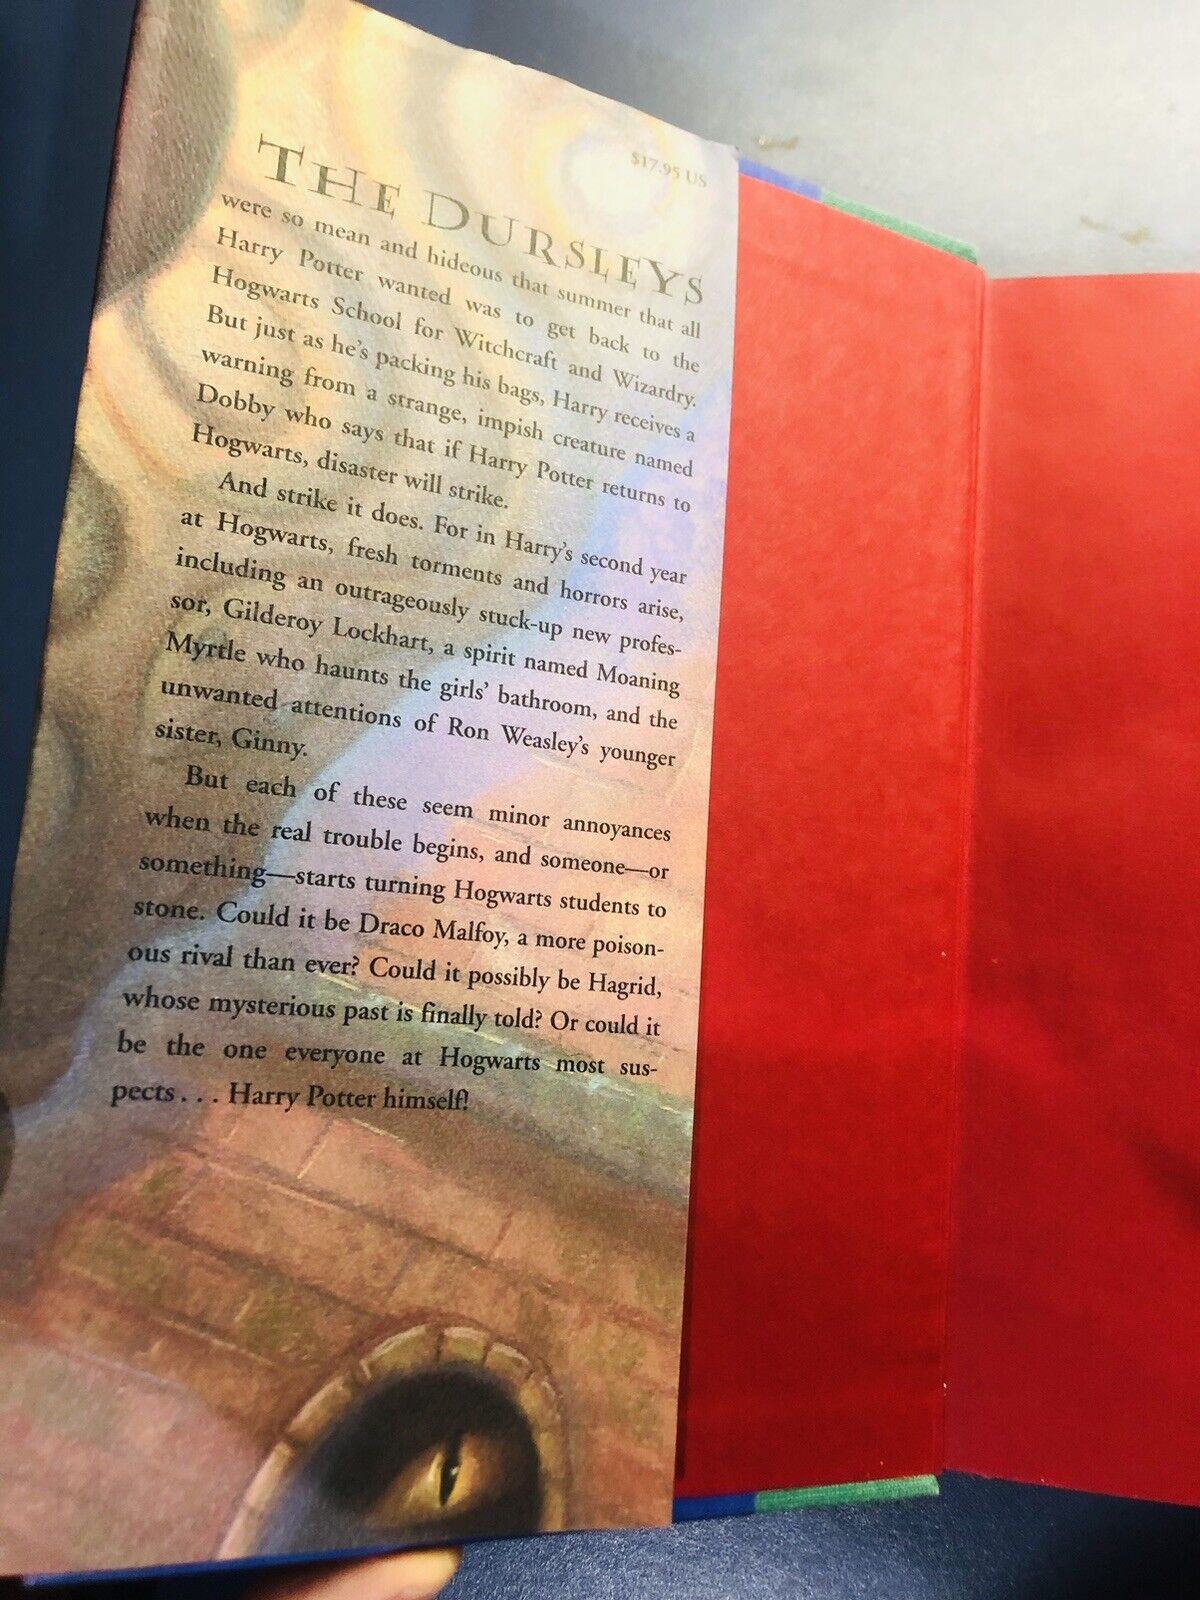 $17.95 US
THE DURSLEYS
were so mean and hideous that summer that all
Harry Potter wanted was to get back to the
Hogwarts School for Witchcraft and Wizardry.
But just as he's packing his bags, Harry receives a
warning from a strange, impish creature named
Dobby who says that if Harry Potter returns to
Hogwarts, disaster will strike.
And strike it does. For in Harry's second year
at Hogwarts, fresh torments and horrors arise,
including an outrageously stuck-up new profes-
sor, Gilderoy Lockhart, a spirit named Moaning
Myrtle who haunts the girls' bathroom, and the
unwanted attentions of Ron Weasley's younger
sister, Ginny.
But each of these seem minor annoyances
when the real trouble begins, and someone—or
something—starts turning Hogwarts students to
stone. Could it be Draco Malfoy, a more poison-
ous rival than ever? Could it possibly be Hagrid,
whose mysterious past is finally told? Or could it
be the one everyone at Hogwarts most sus-
pects . . . Harry Potter himself!